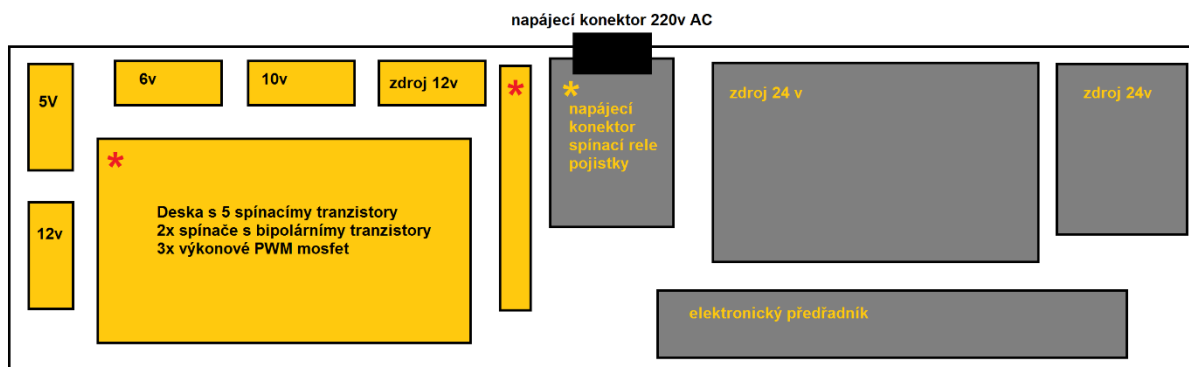 napájecí konektor 220v AC
5V
6v
10v
zdroj 12v
*
*
napájecí
konektor
spínací rele
pojistky
zdroj 24 v
zdroj 24v
*
Deska s 5 spínacímy tranzistory
2x spínače s bipolárnímy tranzistory
3x výkonové PWM mosfet
12v
elektronický předřadník